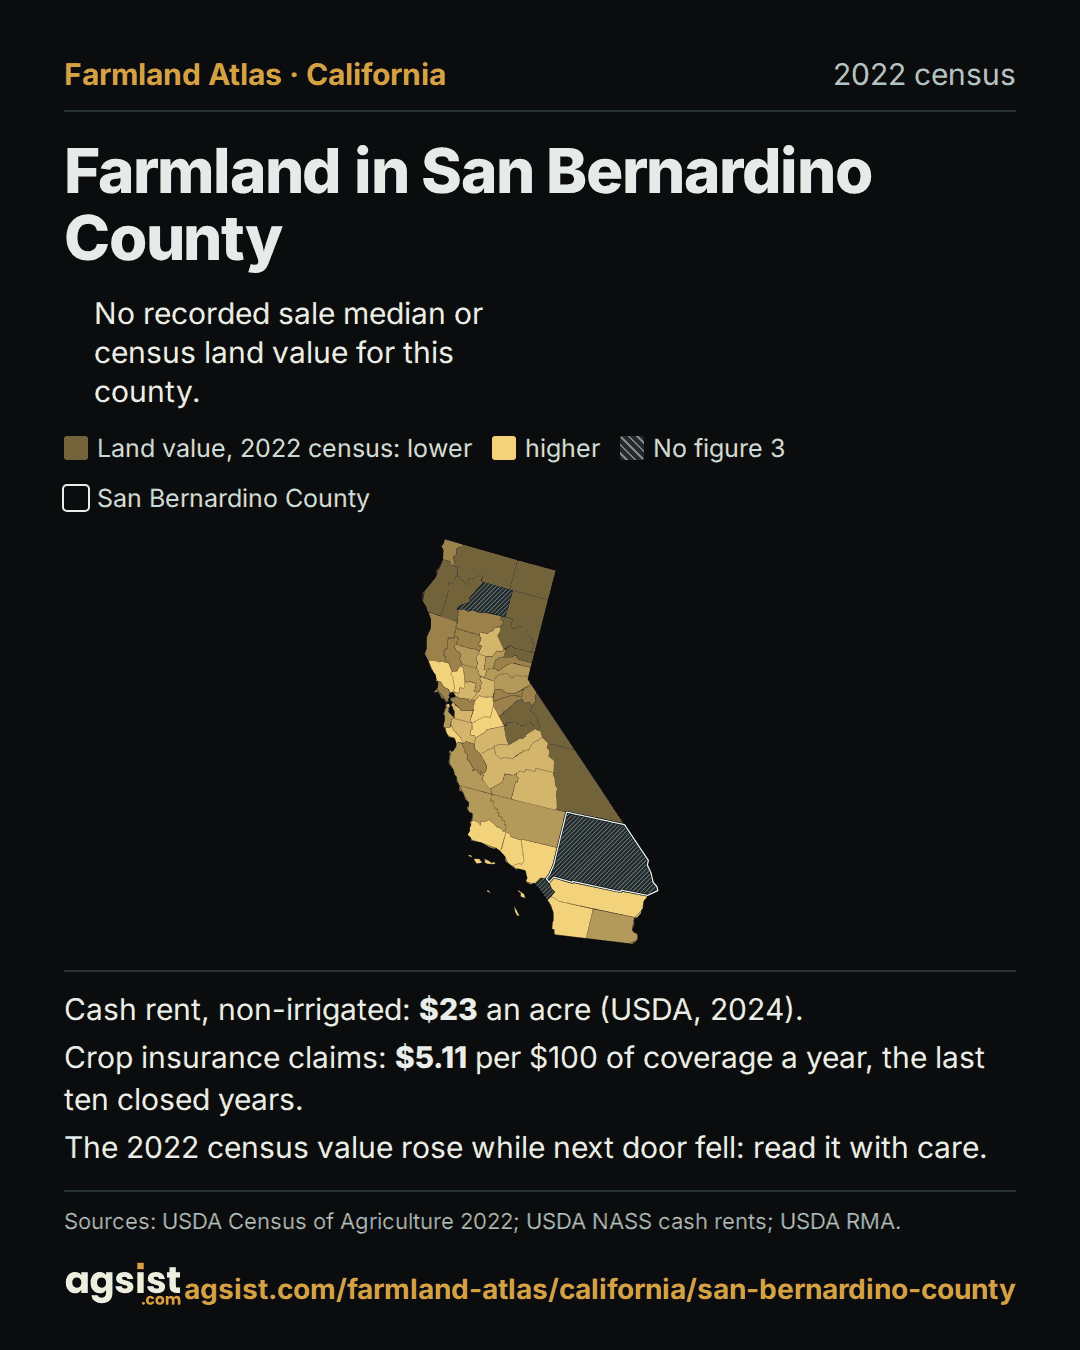 Farmland Atlas · California
2022 census
Farmland in San Bernardino
County
No recorded sale median or
census land value for this
county.
Land value, 2022 census: lower
higher
No figure 3
San Bernardino County
Cash rent, non-irrigated: $23 an acre (USDA, 2024).
Crop insurance claims: $5.11 per $100 of coverage a year, the last
ten closed years.
The 2022 census value rose while next door fell: read it with care.
Sources: USDA Census of Agriculture 2022; USDA NASS cash rents; USDA RMA.
agsist
.com
agsist.com/farmland-atlas/california/san-bernardino-county